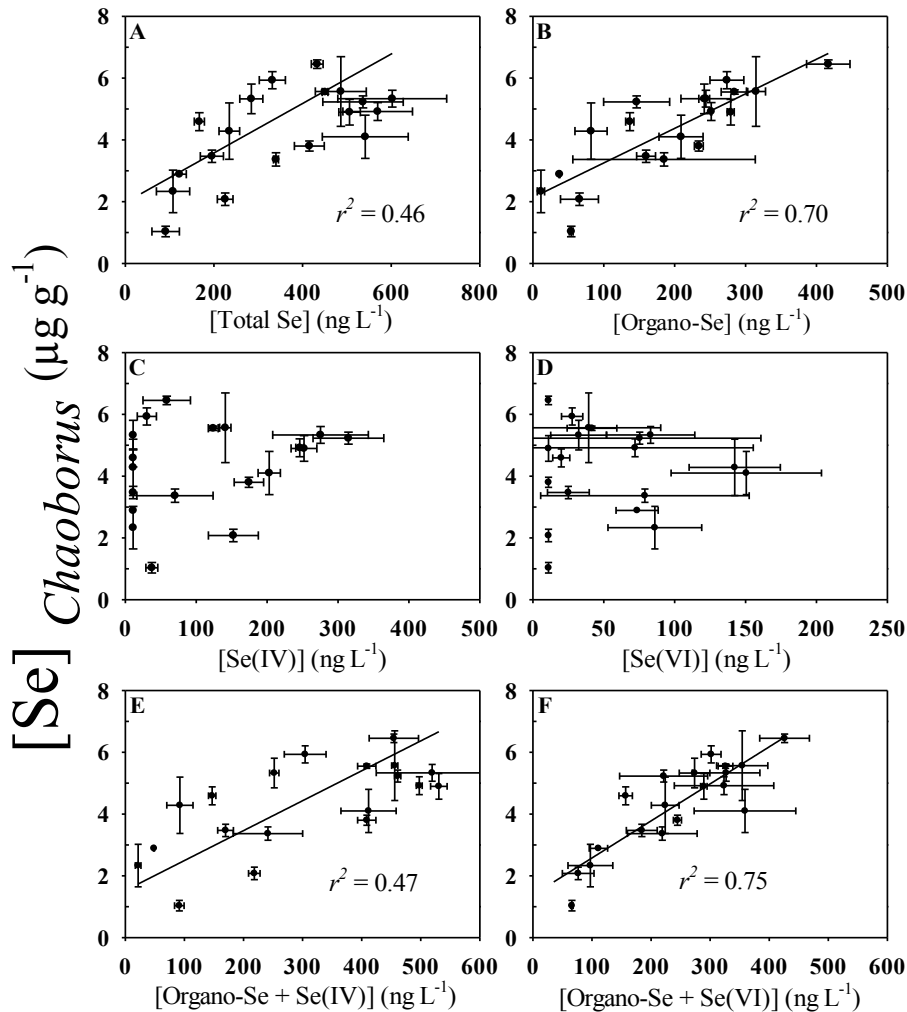 [Se] Chaoborus (µg g⁻¹)
A
8
6
4
2
0
0 200 400 600 800
r² = 0.46
[Total Se] (ng L⁻¹)
B
8
6
4
2
0
0 100 200 300 400 500
r² = 0.70
[Organo-Se] (ng L⁻¹)
C
8
6
4
2
0
0 100 200 300 400 500
[Se(IV)] (ng L⁻¹)
D
8
6
4
2
0
0 50 100 150 200 250
[Se(VI)] (ng L⁻¹)
E
8
6
4
2
0
0 100 200 300 400 500 600
r² = 0.47
[Organo-Se + Se(IV)] (ng L⁻¹)
F
8
6
4
2
0
0 100 200 300 400 500 600
r² = 0.75
[Organo-Se + Se(VI)] (ng L⁻¹)